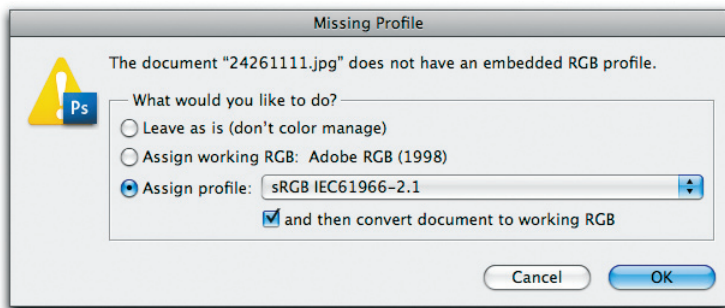 Missing Profile
The document “24261111.jpg” does not have an embedded RGB profile.
Ps
What would you like to do?
Leave as is (don't color manage)
Assign working RGB: Adobe RGB (1998)
Assign profile: sRGB IEC61966-2.1
and then convert document to working RGB
Cancel OK